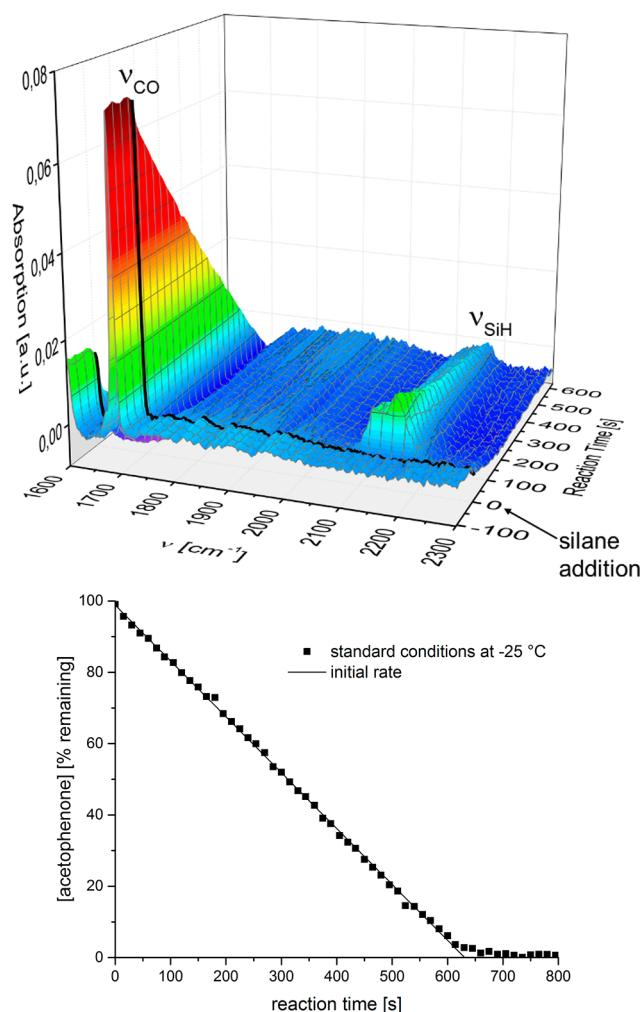 0,08
ν_CO
0,06
Absorption [a.u.]
0,04
ν_SiH
0,02
0,00
600
500
400
300
200
100
0
-100
Reaction Time [s]
1600
1700
1800
1900
2000
2100
2200
2300
ν [cm⁻¹]
silane
addition
100
80
60
40
20
0
[acetophenone] [% remaining]
standard conditions at -25 °C
initial rate
0 100 200 300 400 500 600 700 800
reaction time [s]